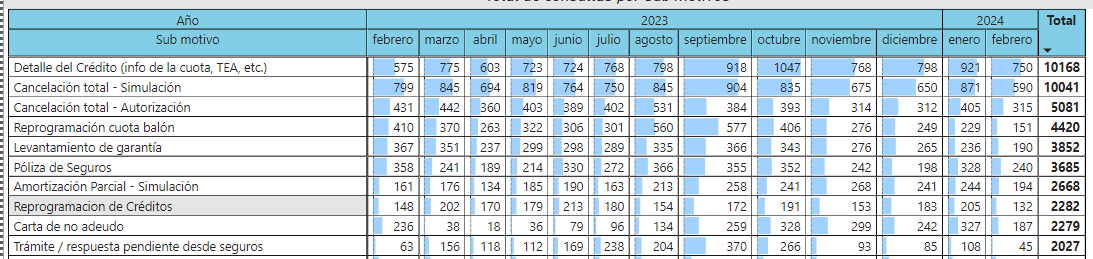 Total de consultas por Sub motivos
Año 2023 2024 Total
Sub motivo febrero marzo abril mayo junio julio agosto septiembre octubre noviembre diciembre enero febrero
Detalle del Crédito (info de la cuota, TEA, etc.) 575 775 603 723 724 768 798 918 1047 768 798 921 750 10168
Cancelación total - Simulación 799 845 694 819 764 750 845 904 835 675 650 871 590 10041
Cancelación total - Autorización 431 442 360 403 389 402 531 384 393 314 312 405 315 5081
Reprogramación cuota balón 410 370 263 322 306 301 560 577 406 276 249 229 151 4420
Levantamiento de garantía 367 351 237 299 298 289 335 366 343 276 265 236 190 3852
Póliza de Seguros 358 241 189 214 330 272 366 355 352 242 198 328 240 3685
Amortización Parcial - Simulación 161 176 134 185 190 163 213 258 241 268 241 244 194 2668
Reprogramacion de Créditos 148 202 170 179 213 180 154 172 191 153 183 205 132 2282
Carta de no adeudo 236 38 18 36 79 96 134 259 328 299 242 327 187 2279
Trámite / respuesta pendiente desde seguros 63 156 118 112 169 238 204 370 266 93 85 108 45 2027